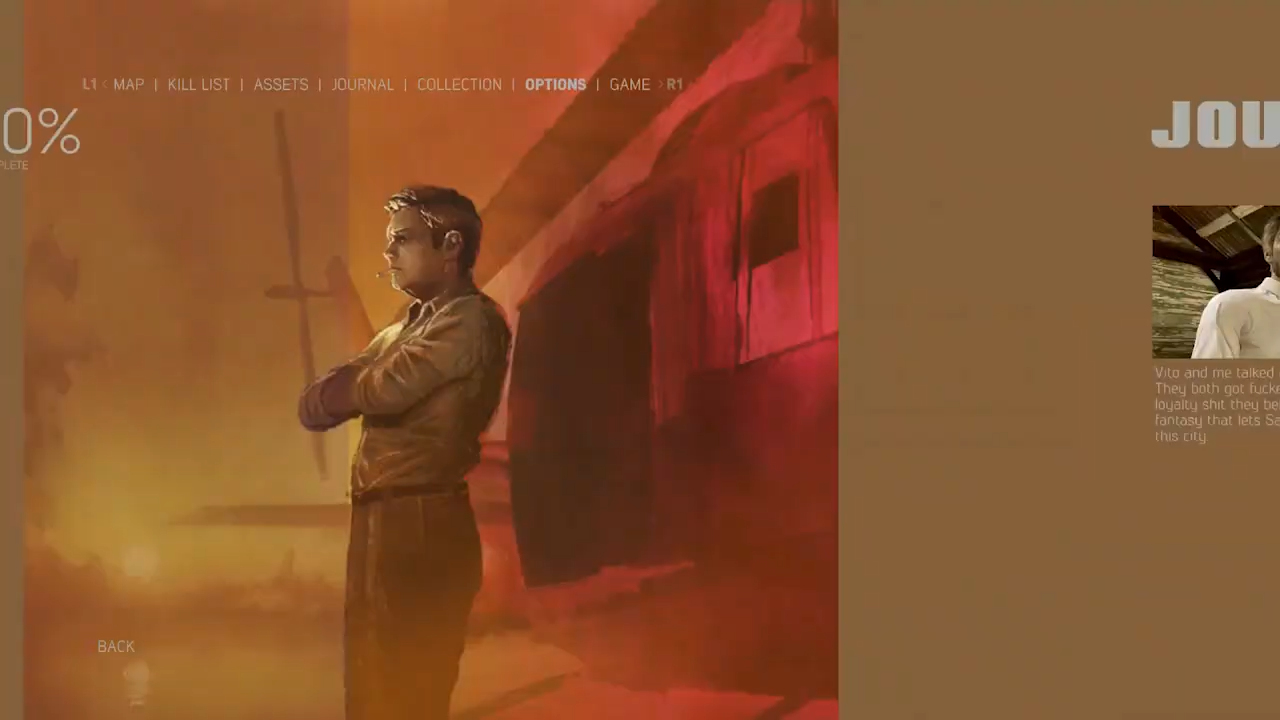 L1 < MAP | KILL LIST | ASSETS | JOURNAL | COLLECTION | OPTIONS | GAME > R1
0%
PLETE
JOU
Vito and me talked
They both got fucke
loyalty shit they be
fantasy that lets Sa
this city
BACK